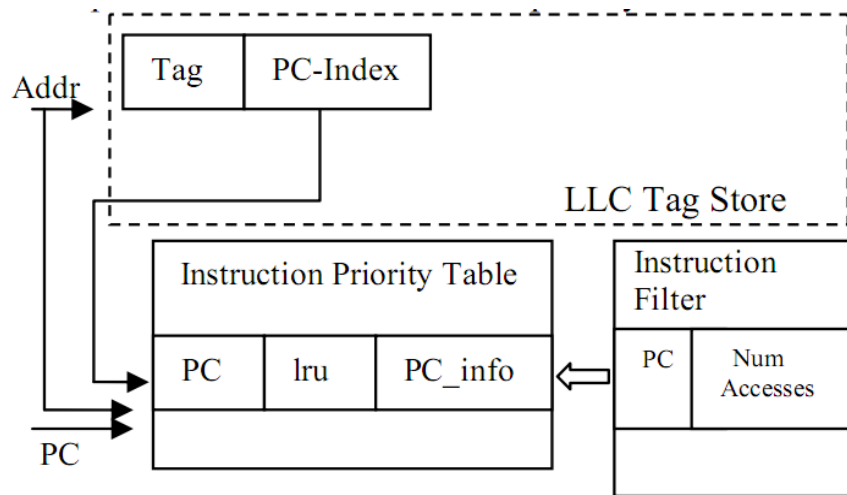 Tag PC-Index
Addr
LLC Tag Store
Instruction Priority Table
PC lru PC_info
PC
Instruction
Filter
PC Num
Accesses